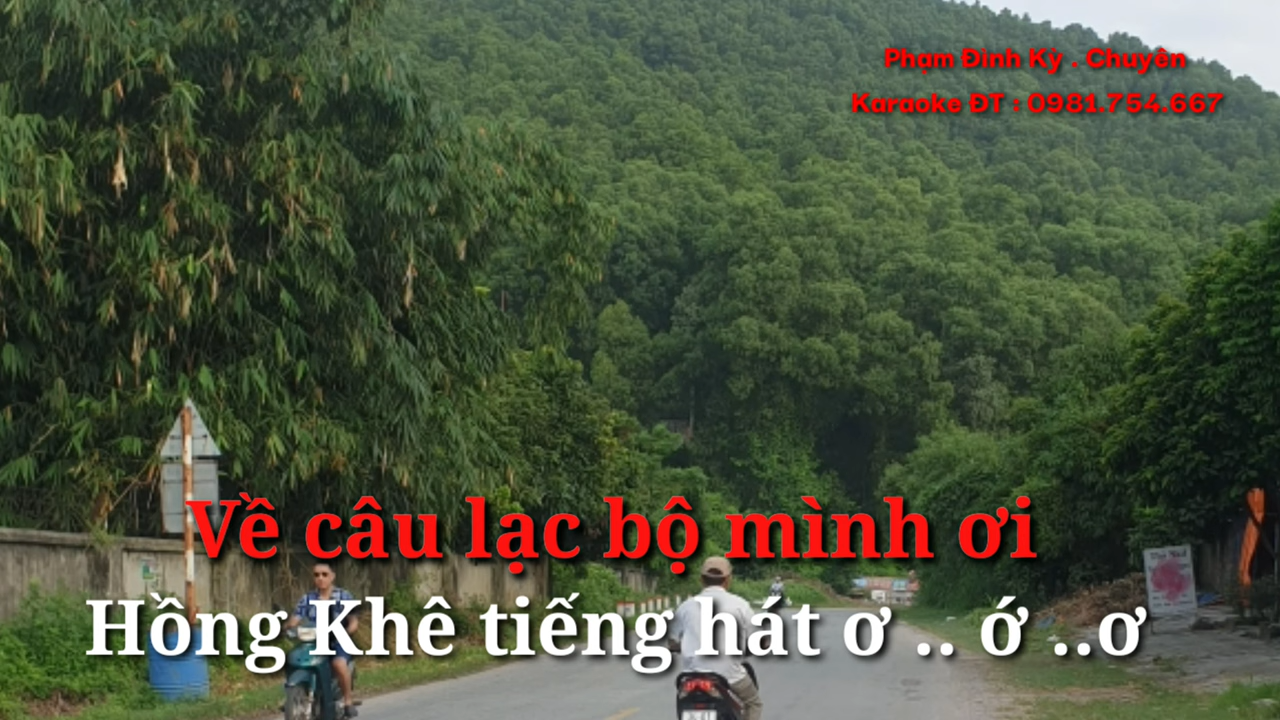 Phạm Đình Kỳ . Chuyên
Karaoke ĐT : 0981.754.667
Về câu lạc bộ mình ơi
Hồng Khê tiếng hát ơ .. ớ ..ơ